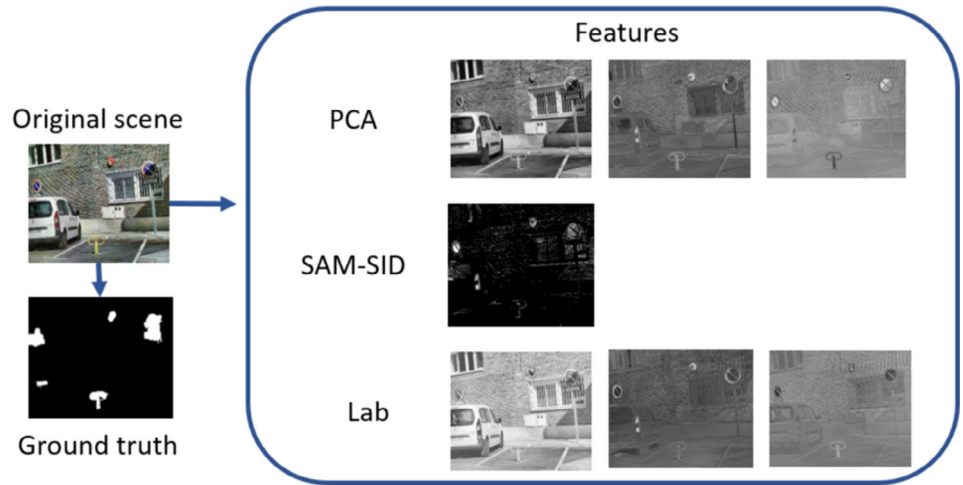 Features
PCA
Original scene
SAM-SID
Lab
Ground truth